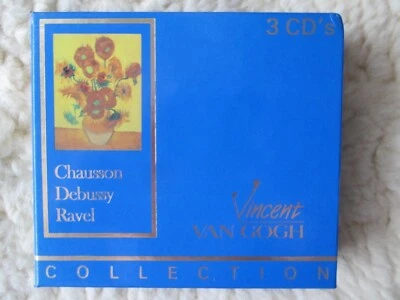 3 CD's
Chausson
Debussy
Ravel
Vincent
VAN GOGH
COLLECTION